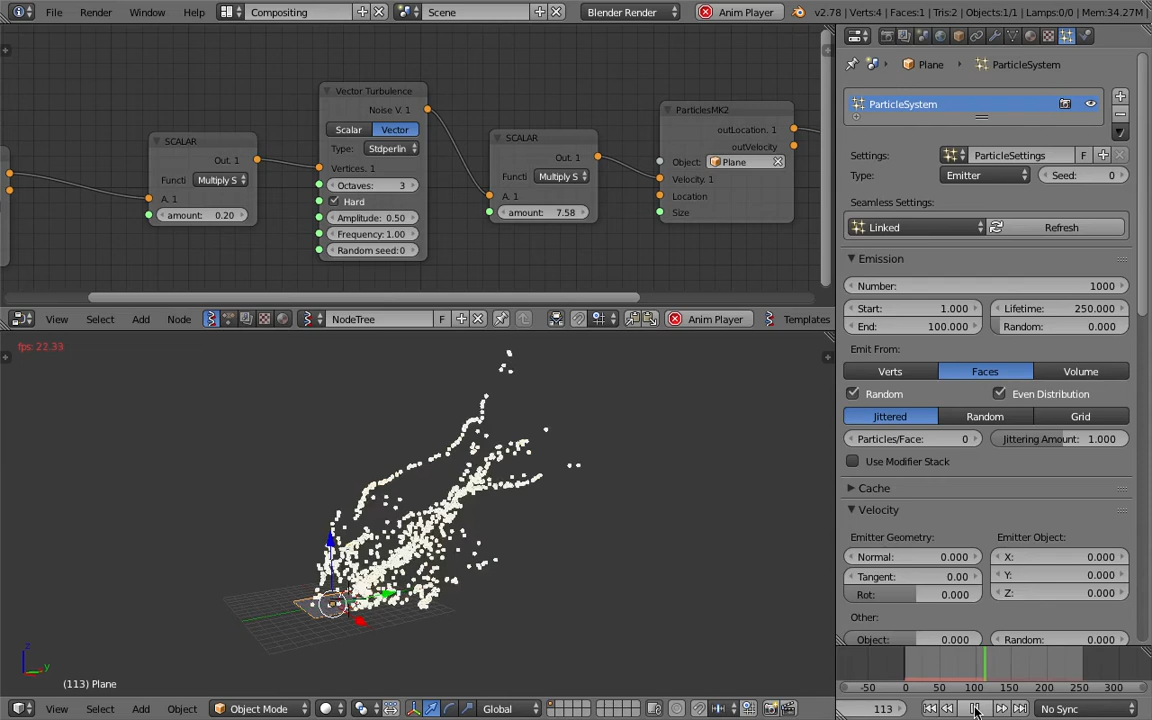 File Render Window Help Compositing Scene Blender Render Anim Player v2.78 | Verts:4 | Faces:1 | Tris:2 | Objects:1/1 | Lamps:0/0 | Mem:34.27M
Plane ParticleSystem
ParticleSystem
Settings: ParticleSettings F
Type: Emitter Seed: 0
Seamless Settings:
Linked Refresh
Emission
Number: 1000
Start: 1.000 Lifetime: 250.000
End: 100.000 Random: 0.000
Emit From:
Verts Faces Volume
Random Even Distribution
Jittered Random Grid
Particles/Face: 0 Jittering Amount: 1.000
Use Modifier Stack
Cache
Velocity
Emitter Geometry: Emitter Object:
Normal: 0.000 X: 0.000
Tangent: 0.00 Y: 0.000
Rot: 0.000 Z: 0.000
Other:
Object: 0.000 Random: 0.000
SCALAR
Out. 1
Functi Multiply S
A. 1
amount: 0.20
Vector Turbulence
Noise V. 1
Scalar Vector
Type: Stdperlin
Vertices. 1
Octaves: 3
Hard
Amplitude: 0.50
Frequency: 1.00
Random seed: 0
SCALAR
Out. 1
Functi Multiply S
A. 1
amount: 7.58
ParticlesMK2
outLocation. 1
outVelocity
Object: Plane
Velocity. 1
Location
Size
View Select Add Node NodeTree F Anim Player Templates
fps: 22.33
z
y
(113) Plane
View Select Add Object Object Mode Global
-50 0 50 100 150 200 250 300
113 No Sync